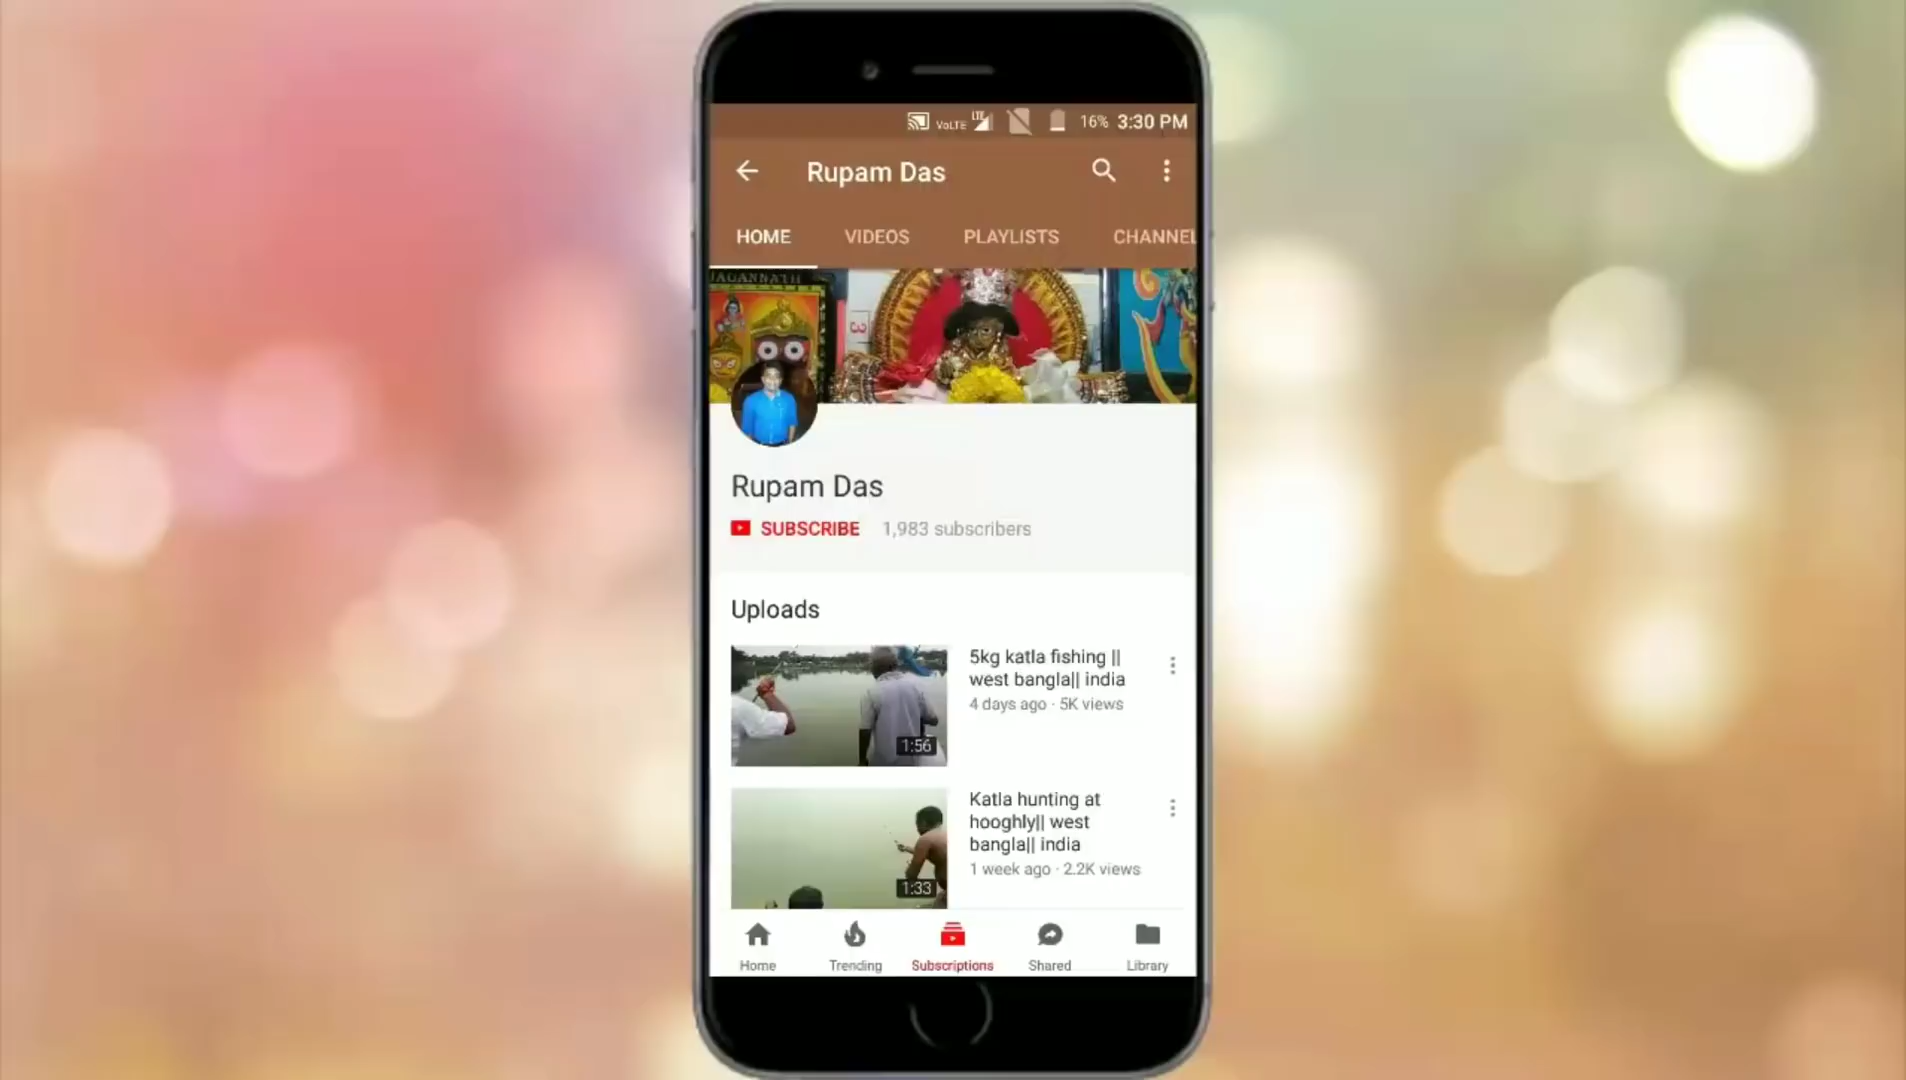 VoLTE LTE 16% 3:30 PM
Rupam Das
HOME VIDEOS PLAYLISTS CHANNEL
JAGANNATH
Rupam Das
SUBSCRIBE 1,983 subscribers
Uploads
5kg katla fishing ||
west bangla|| india
4 days ago · 5K views
1:56
Katla hunting at
hooghly|| west
bangla|| india
1 week ago · 2.2K views
1:33
Home Trending Subscriptions Shared Library